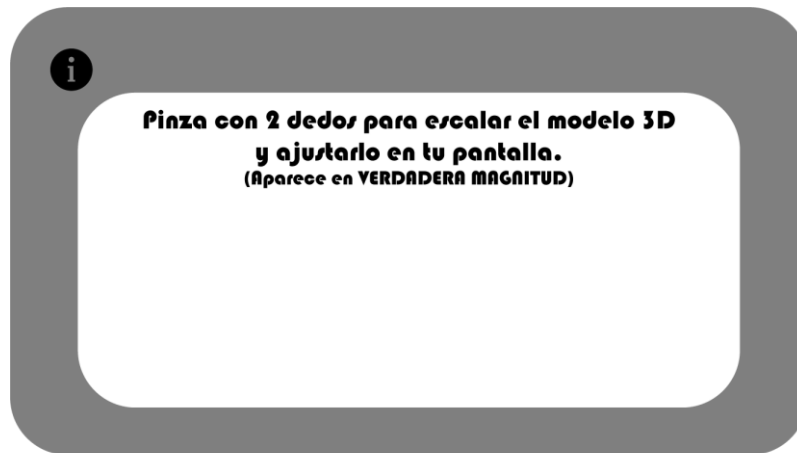 i
Pinza con 2 dedos para escalar el modelo 3D
y ajustarlo en tu pantalla.
(Aparece en VERDADERA MAGNITUD)